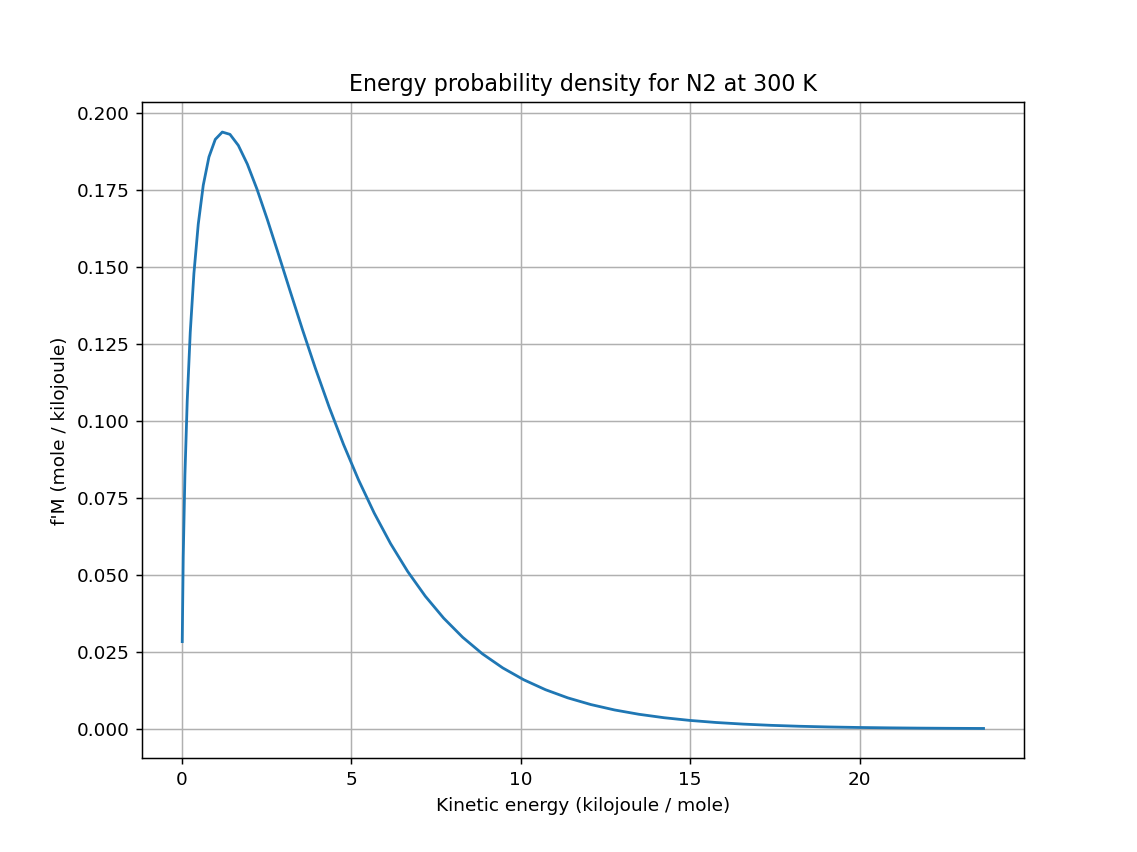 Energy probability density for N2 at 300 K
0.200
0.175
0.150
0.125
0.100
0.075
0.050
0.025
0.000
f'M (mole / kilojoule)
0 5 10 15 20
Kinetic energy (kilojoule / mole)